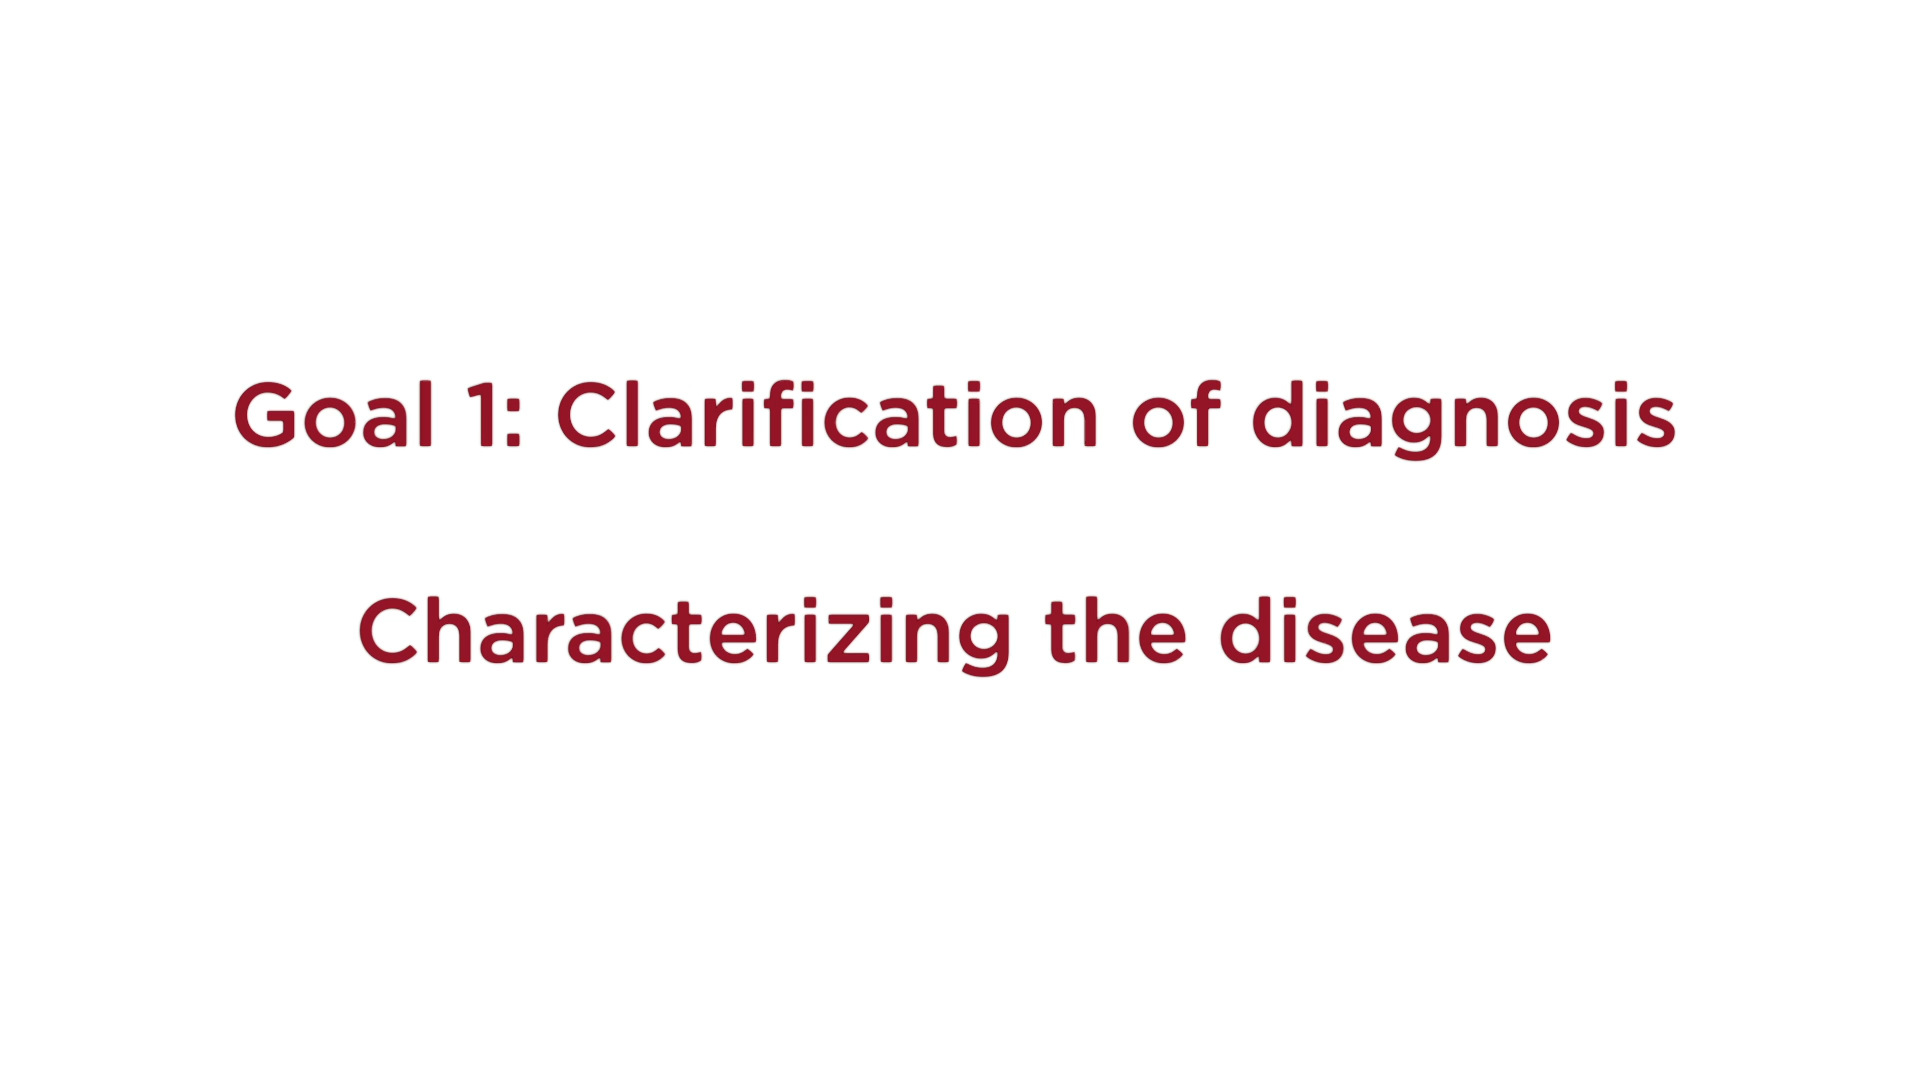 Goal 1: Clarification of diagnosis
Characterizing the disease